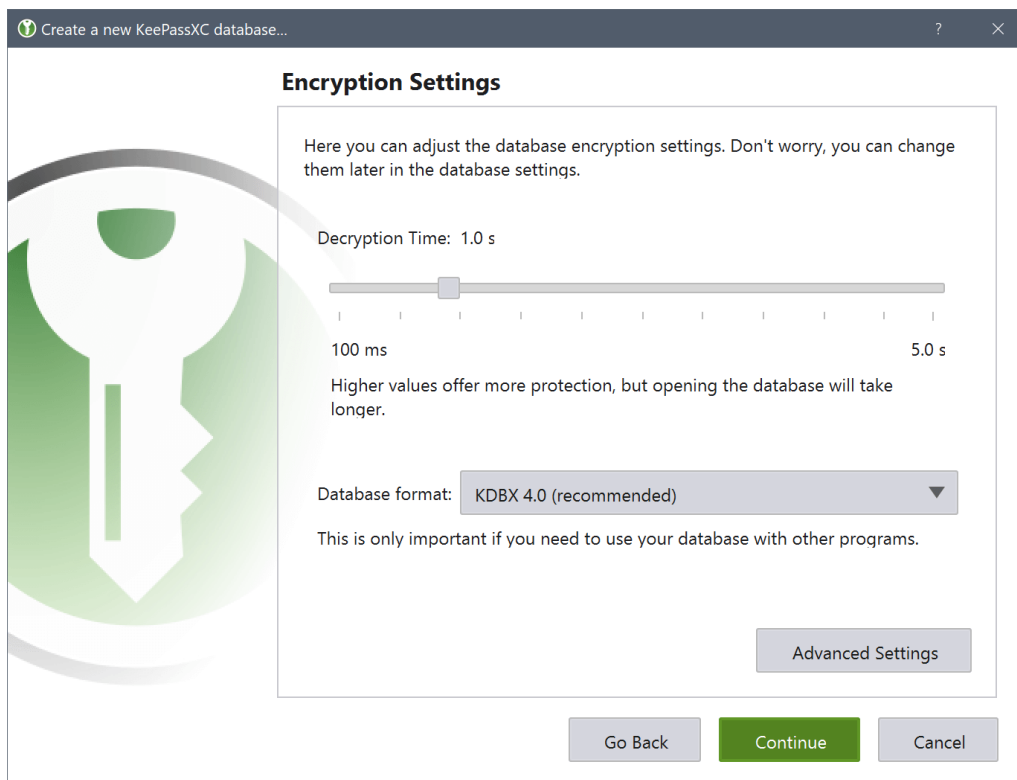 Create a new KeePassXC database...
?
Encryption Settings
Here you can adjust the database encryption settings. Don't worry, you can change
them later in the database settings.
Decryption Time: 1.0 s
100 ms
5.0 s
Higher values offer more protection, but opening the database will take
longer.
Database format: KDBX 4.0 (recommended)
This is only important if you need to use your database with other programs.
Advanced Settings
Go Back
Continue
Cancel